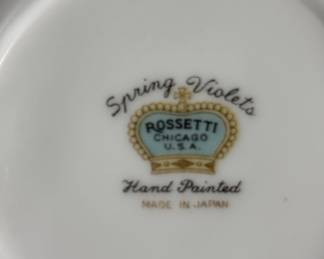 Spring Violets
ROSSETTI
CHICAGO
U.S.A.
Hand Painted
MADE IN JAPAN